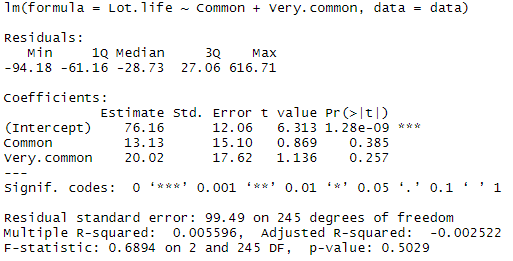 lm(formula = Lot.life ~ Common + Very.common, data = data)
Residuals:
Min 1Q Median 3Q Max
-94.18 -61.16 -28.73 27.06 616.71
Coefficients:
Estimate Std. Error t value Pr(>|t|)
(Intercept) 76.16 12.06 6.313 1.28e-09 ***
Common 13.13 15.10 0.869 0.385
Very.common 20.02 17.62 1.136 0.257
---
Signif. codes: 0 ‘***’ 0.001 ‘**’ 0.01 ‘*’ 0.05 ‘.’ 0.1 ‘ ’ 1
Residual standard error: 99.49 on 245 degrees of freedom
Multiple R-squared: 0.005596, Adjusted R-squared: -0.002522
F-statistic: 0.6894 on 2 and 245 DF, p-value: 0.5029